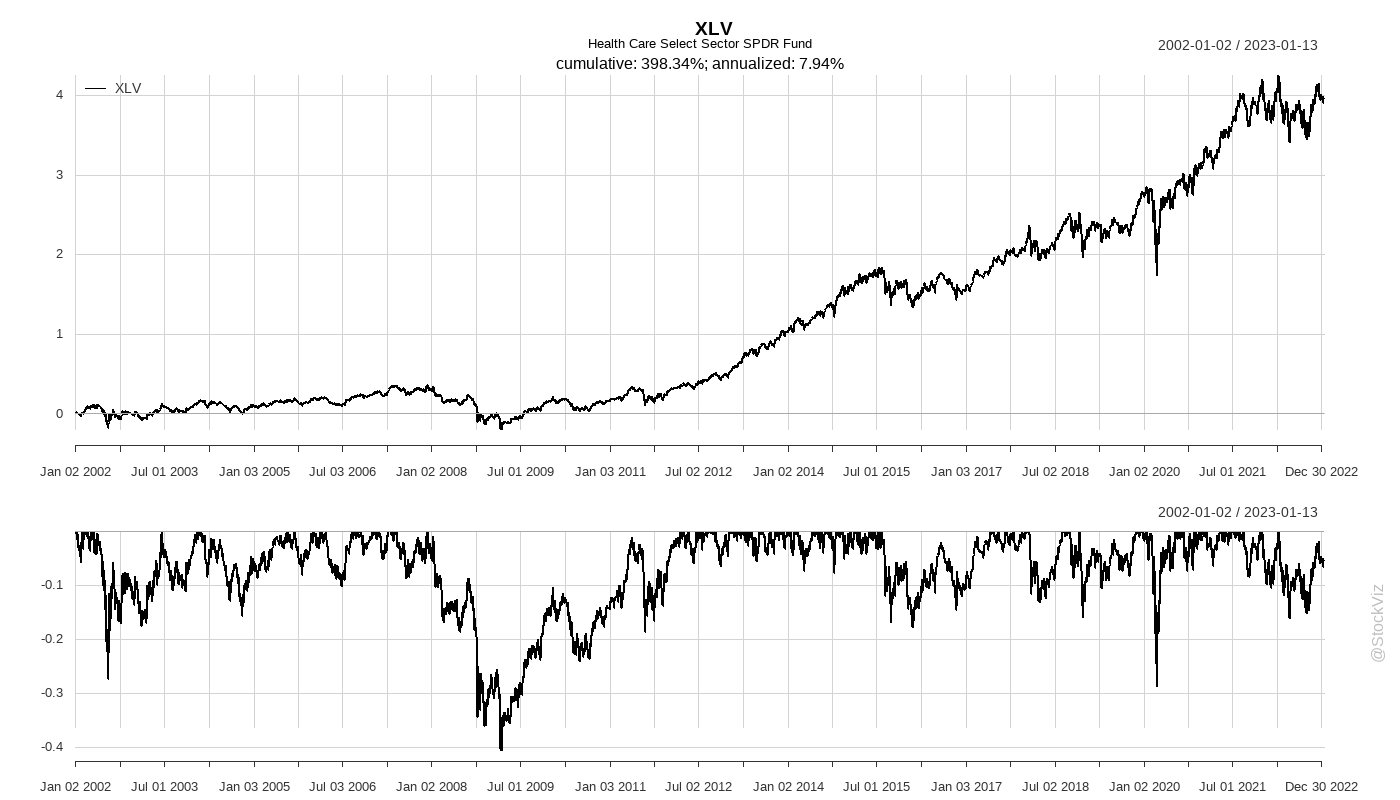 XLV
Health Care Select Sector SPDR Fund
2002-01-02 / 2023-01-13
cumulative: 398.34%; annualized: 7.94%
XLV
4
3
2
1
0
Jan 02 2002 Jul 01 2003 Jan 03 2005 Jul 03 2006 Jan 02 2008 Jul 01 2009 Jan 03 2011 Jul 02 2012 Jan 02 2014 Jul 01 2015 Jan 03 2017 Jul 02 2018 Jan 02 2020 Jul 01 2021 Dec 30 2022
2002-01-02 / 2023-01-13
-0.1
-0.2
-0.3
-0.4
Jan 02 2002 Jul 01 2003 Jan 03 2005 Jul 03 2006 Jan 02 2008 Jul 01 2009 Jan 03 2011 Jul 02 2012 Jan 02 2014 Jul 01 2015 Jan 03 2017 Jul 02 2018 Jan 02 2020 Jul 01 2021 Dec 30 2022
@StockViz